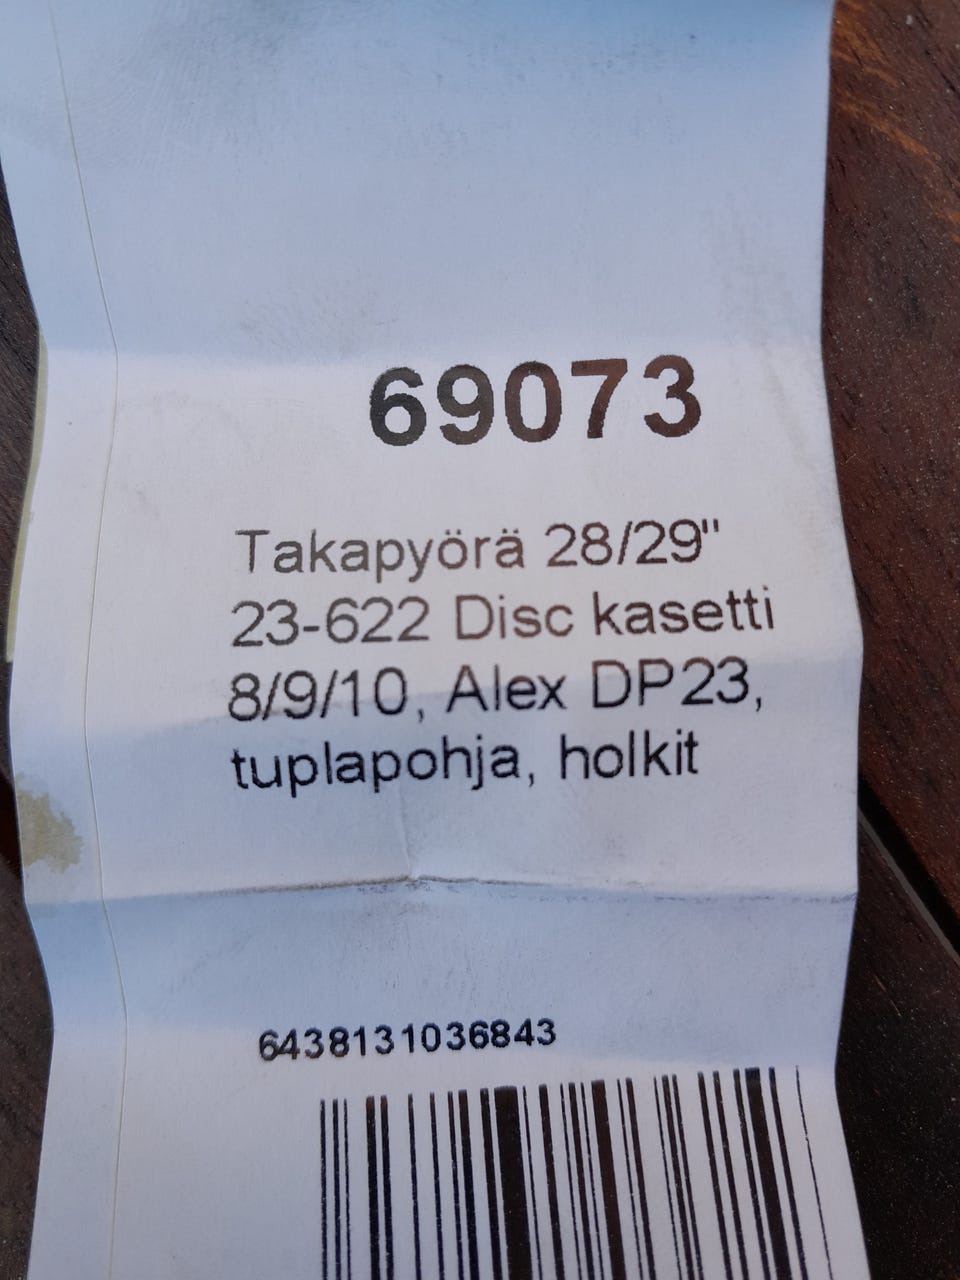 69073
Takapyörä 28/29"
23-622 Disc kasetti
8/9/10, Alex DP23,
tuplapohja, holkit
6438131036843